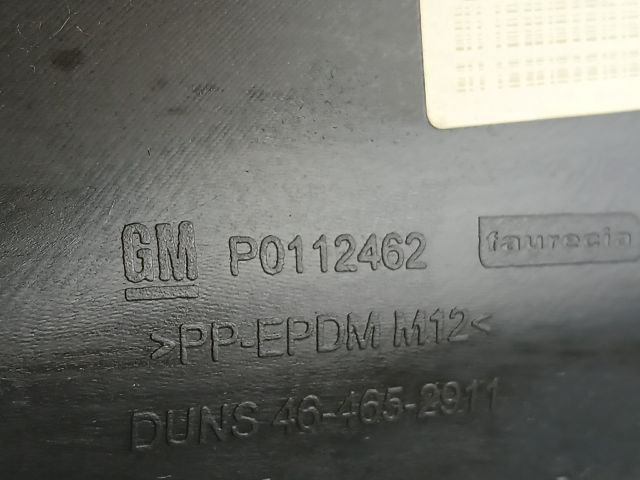 GM P0112462 faurecia
>PP-EPDM M12<
DUNS 46-465-2911